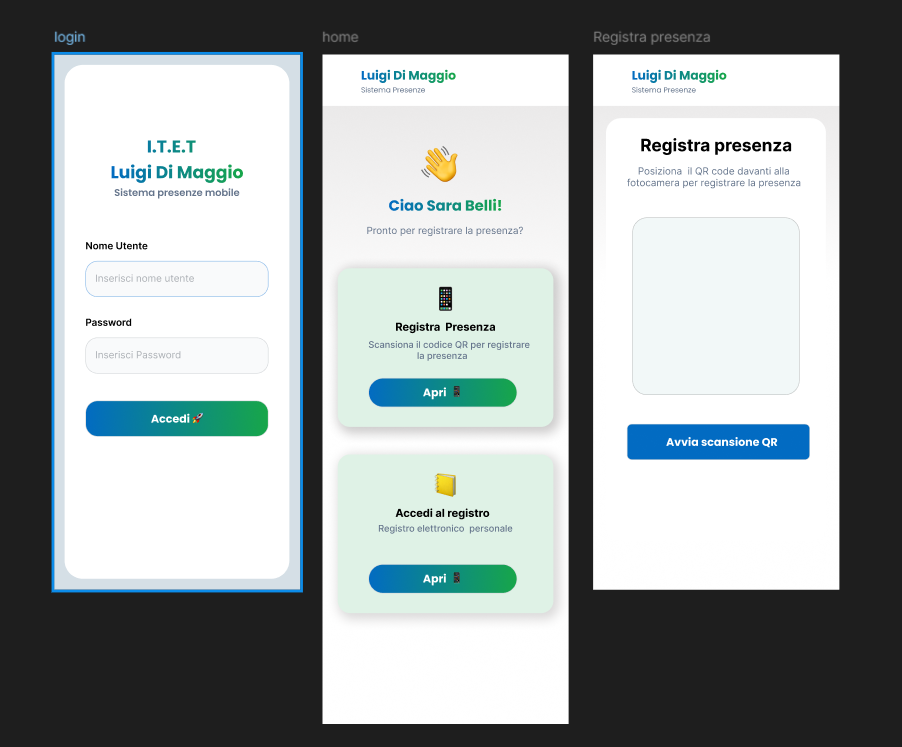 login
I.T.E.T
Luigi Di Maggio
Sistema presenze mobile
Nome Utente
Inserisci nome utente
Password
Inserisci Password
Accedi
home
Luigi Di Maggio
Sistema Presenze
Ciao Sara Belli!
Pronto per registrare la presenza?
Registra Presenza
Scansiona il codice QR per registrare
la presenza
Apri
Accedi al registro
Registro elettronico personale
Apri
Registra presenza
Luigi Di Maggio
Sistema Presenze
Registra presenza
Posiziona il QR code davanti alla
fotocamera per registrare la presenza
Avvia scansione QR